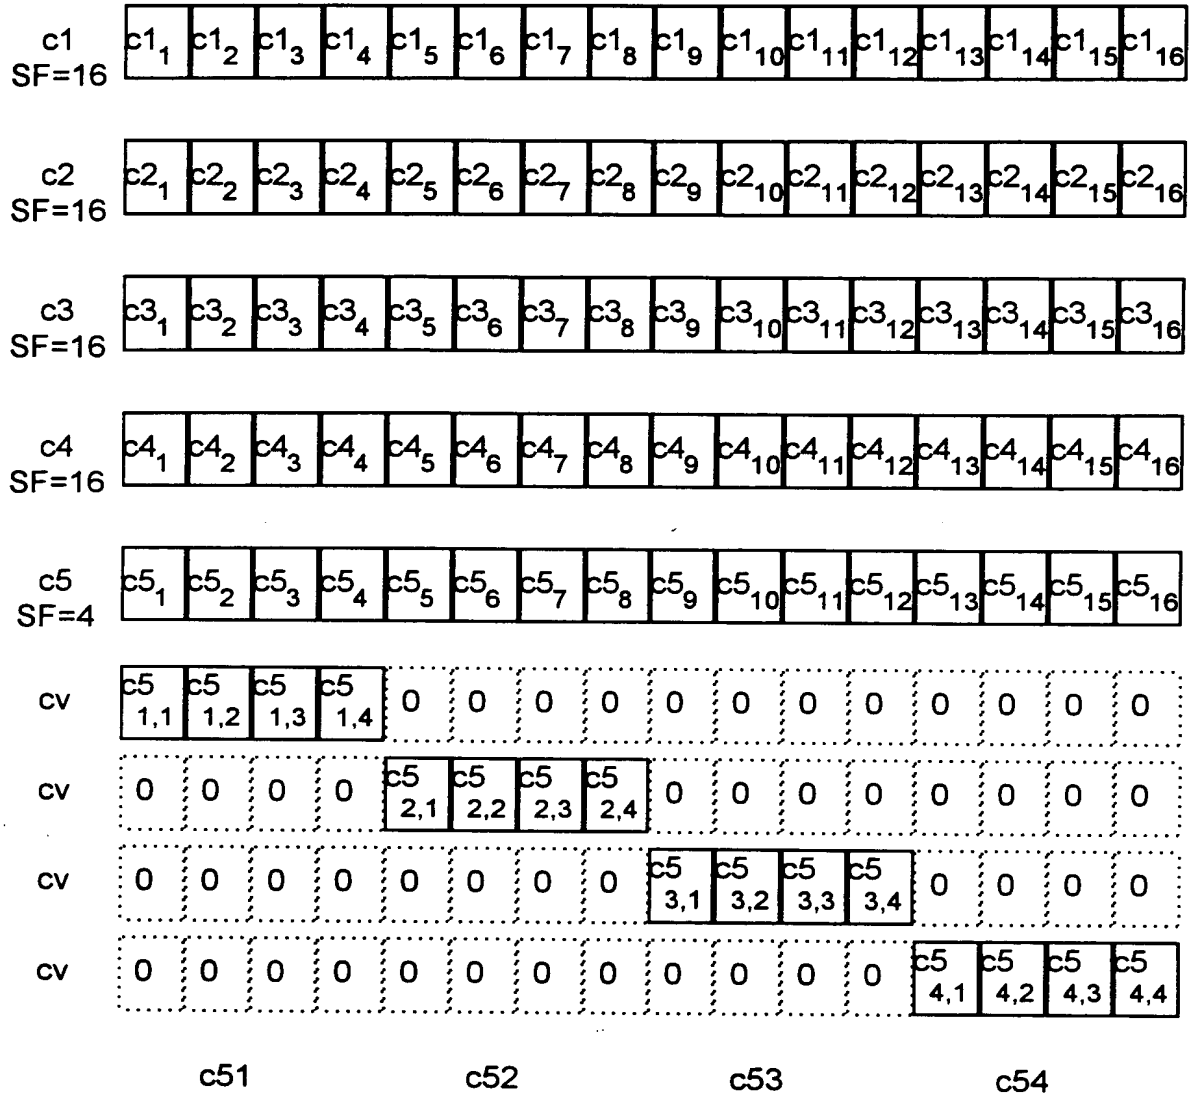 c1 SF=16 c1₁ c1₂ c1₃ c1₄ c1₅ c1₆ c1₇ c1₈ c1₉ c1₁₀ c1₁₁ c1₁₂ c1₁₃ c1₁₄ c1₁₅ c1₁₆
c2 SF=16 c2₁ c2₂ c2₃ c2₄ c2₅ c2₆ c2₇ c2₈ c2₉ c2₁₀ c2₁₁ c2₁₂ c2₁₃ c2₁₄ c2₁₅ c2₁₆
c3 SF=16 c3₁ c3₂ c3₃ c3₄ c3₅ c3₆ c3₇ c3₈ c3₉ c3₁₀ c3₁₁ c3₁₂ c3₁₃ c3₁₄ c3₁₅ c3₁₆
c4 SF=16 c4₁ c4₂ c4₃ c4₄ c4₅ c4₆ c4₇ c4₈ c4₉ c4₁₀ c4₁₁ c4₁₂ c4₁₃ c4₁₄ c4₁₅ c4₁₆
c5 SF=4 c5₁ c5₂ c5₃ c5₄ c5₅ c5₆ c5₇ c5₈ c5₉ c5₁₀ c5₁₁ c5₁₂ c5₁₃ c5₁₄ c5₁₅ c5₁₆
cv c5 1,1 c5 1,2 c5 1,3 c5 1,4 0 0 0 0 0 0 0 0 0 0 0 0
cv 0 0 0 0 c5 2,1 c5 2,2 c5 2,3 c5 2,4 0 0 0 0 0 0 0 0
cv 0 0 0 0 0 0 0 0 c5 3,1 c5 3,2 c5 3,3 c5 3,4 0 0 0 0
cv 0 0 0 0 0 0 0 0 0 0 0 0 c5 4,1 c5 4,2 c5 4,3 c5 4,4
c51 c52 c53 c54